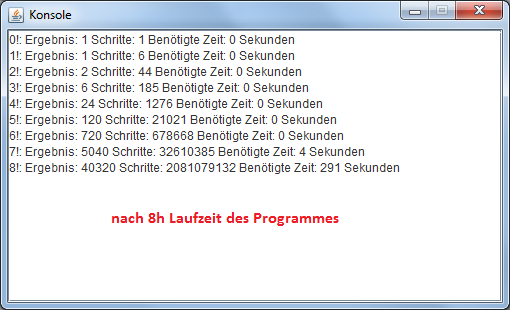 Konsole
0!: Ergebnis: 1 Schritte: 1 Benötigte Zeit: 0 Sekunden
1!: Ergebnis: 1 Schritte: 6 Benötigte Zeit: 0 Sekunden
2!: Ergebnis: 2 Schritte: 44 Benötigte Zeit: 0 Sekunden
3!: Ergebnis: 6 Schritte: 185 Benötigte Zeit: 0 Sekunden
4!: Ergebnis: 24 Schritte: 1276 Benötigte Zeit: 0 Sekunden
5!: Ergebnis: 120 Schritte: 21021 Benötigte Zeit: 0 Sekunden
6!: Ergebnis: 720 Schritte: 678668 Benötigte Zeit: 0 Sekunden
7!: Ergebnis: 5040 Schritte: 32610385 Benötigte Zeit: 4 Sekunden
8!: Ergebnis: 40320 Schritte: 2081079132 Benötigte Zeit: 291 Sekunden
nach 8h Laufzeit des Programmes